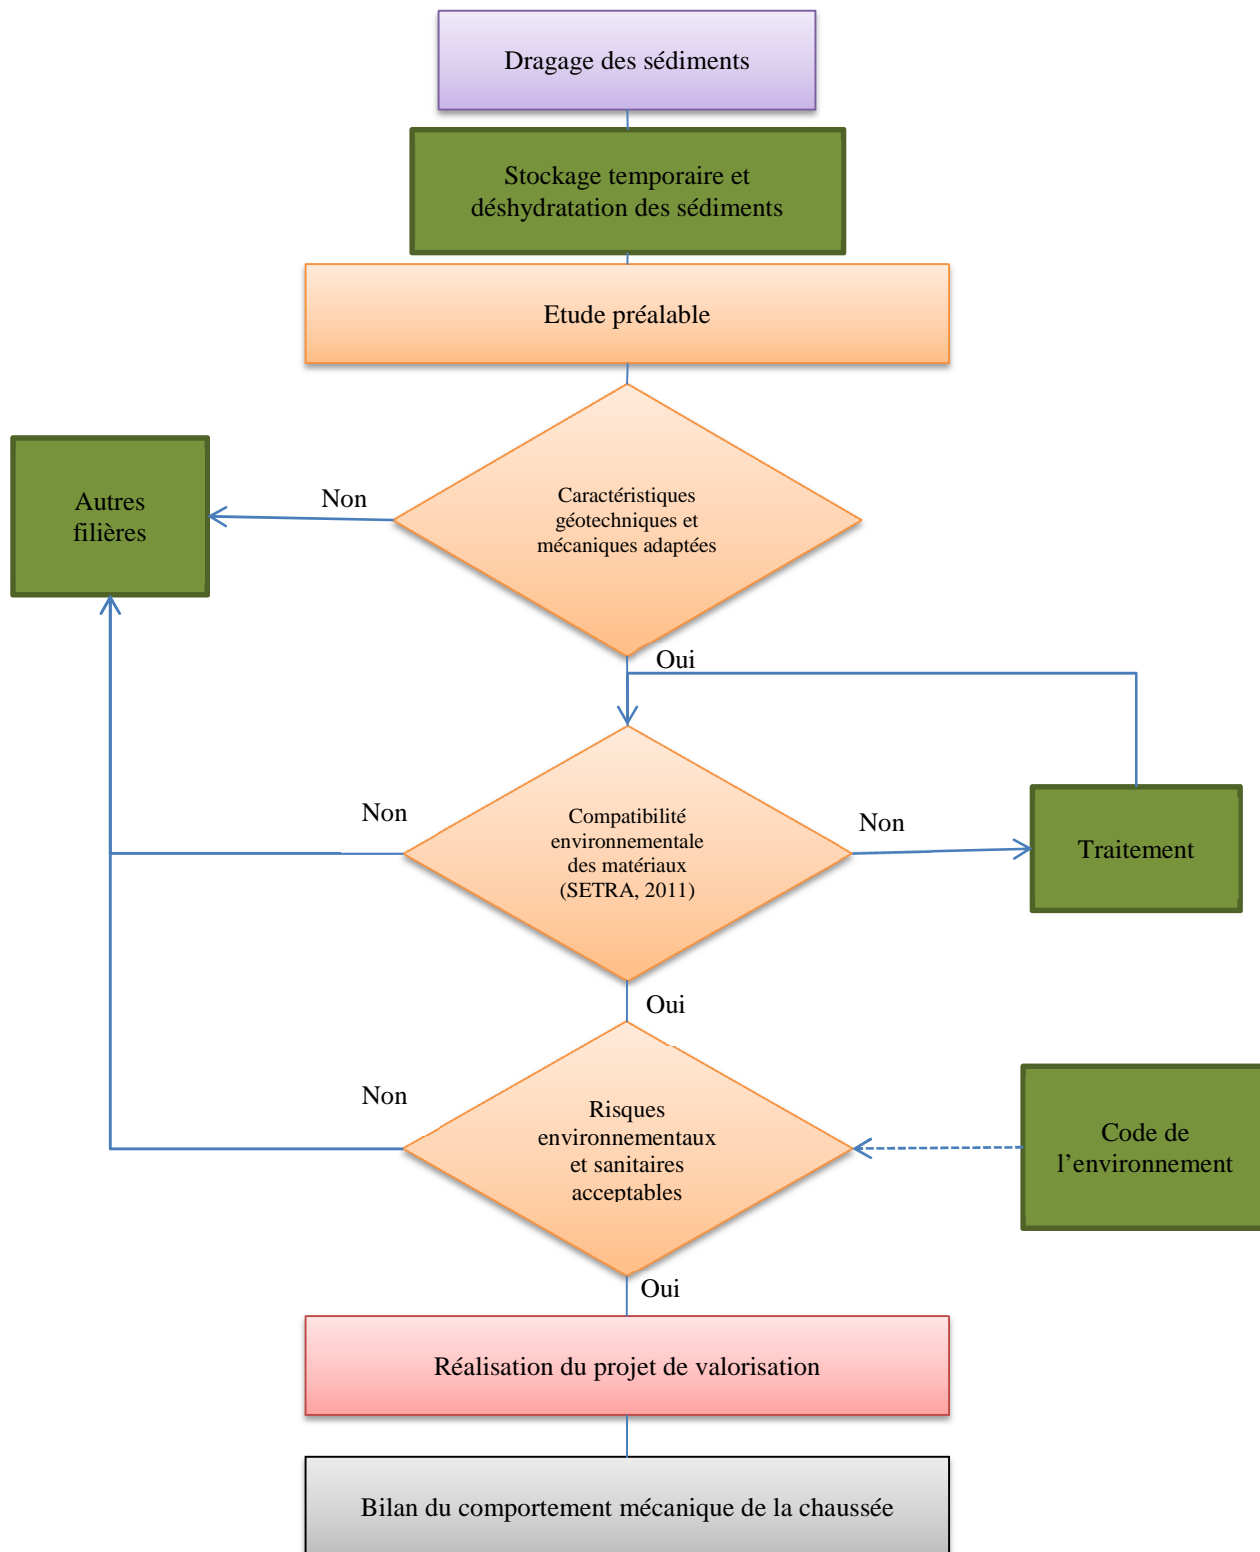 Dragage des sédiments
Stockage temporaire et
déshydratation des sédiments
Etude préalable
Caractéristiques
géotechniques et
mécaniques adaptées
Non
Autres
filières
Oui
Non
Compatibilité
environnementale
des matériaux
(SETRA, 2011)
Non
Traitement
Oui
Non
Risques
environnementaux
et sanitaires
acceptables
Code de
l’environnement
Oui
Réalisation du projet de valorisation
Bilan du comportement mécanique de la chaussée